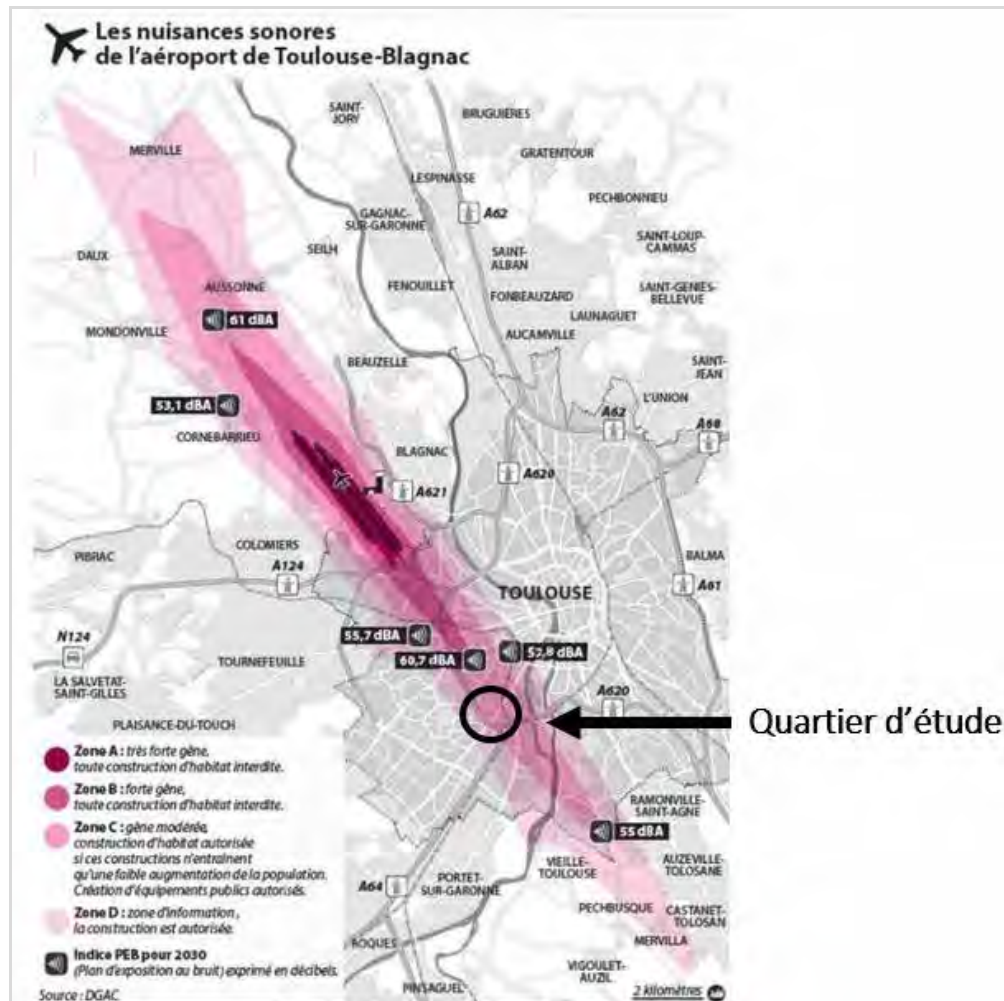 Les nuisances sonores
de l'aéroport de Toulouse-Blagnac
SAINT-
JORY
BRUGUIÈRES
MERVILLE
GRATENTOUR
LESPINASSE
PECHBONNIEU
GAGNAC-
SUR-GARONNE
A62
SAINT-LOUP-
CAMMAS
SEILH
SAINT-
ALBAN
DAUX
AUSSONNE
FENOUILLET
FONBEAUZARD
SAINT-GENIES-
BELLEVUE
LAUNAGUET
61 dBA
MONDONVILLE
AUCAMVILLE
BEAUZELLE
SAINT-
JEAN
53,1 dBA
L'UNION
A62
A68
CORNEBARRIEU
BLAGNAC
A620
A621
COLOMIERS
PIBRAC
A124
BALMA
TOULOUSE
A61
N124
55,7 dBA
60,7 dBA
TOURNEFEUILLE
LA SALVETAT-
SAINT-GILLES
A620
PLAISANCE-DU-TOUCH
Quartier d'étude
Zone A : très forte gêne,
toute construction d'habitat interdite.
Zone B : forte gêne,
toute construction d'habitat interdite.
RAMONVILLE-
SAINT-AGNE
Zone C : gêne modérée,
construction d'habitat autorisée
si ces constructions n'entraînent
qu'une faible augmentation de la population.
Création d'équipements publics autorisés.
55 dBA
VIEILLE-
TOULOUSE
AUZEVILLE-
TOLOSANE
A64
PORTET-
SUR-GARONNE
PECHBUSQUE
CASTANET-
TOLOSAN
Zone D : zone d'information,
la construction est autorisée.
MERVILLA
ROQUES
Indice PEB pour 2030
(Plan d'exposition au bruit) exprimé en décibels.
VIGOULET-
AUZIL
PINSAGUEL
2 kilomètres
Source : DGAC